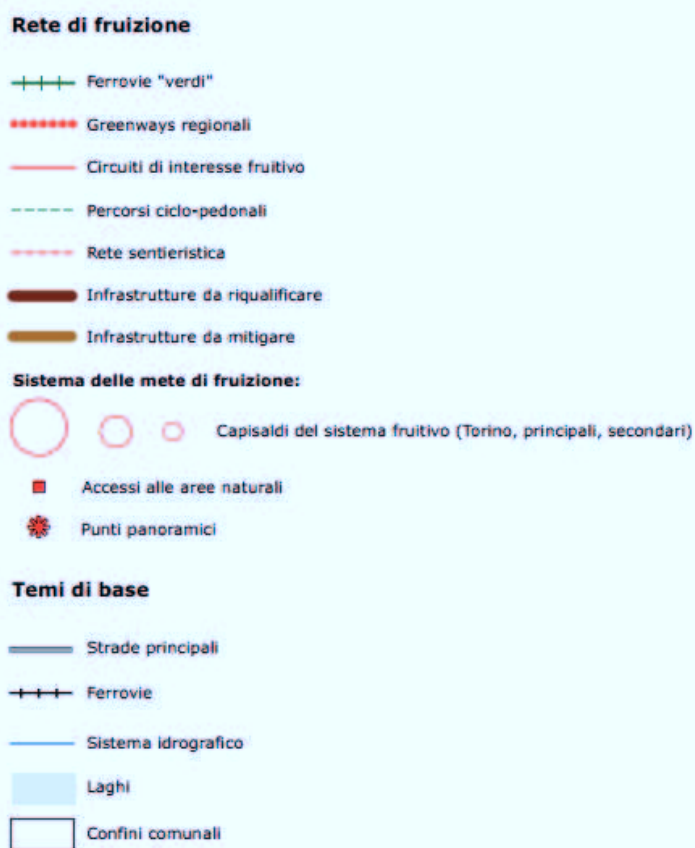 Rete di fruizione
Ferrovie "verdi"
Greenways regionali
Circuiti di interesse fruitivo
Percorsi ciclo-pedonali
Rete sentieristica
Infrastrutture da riqualificare
Infrastrutture da mitigare
Sistema delle mete di fruizione:
Capisaldi del sistema fruitivo (Torino, principali, secondari)
Accessi alle aree naturali
Punti panoramici
Temi di base
Strade principali
Ferrovie
Sistema idrografico
Laghi
Confini comunali